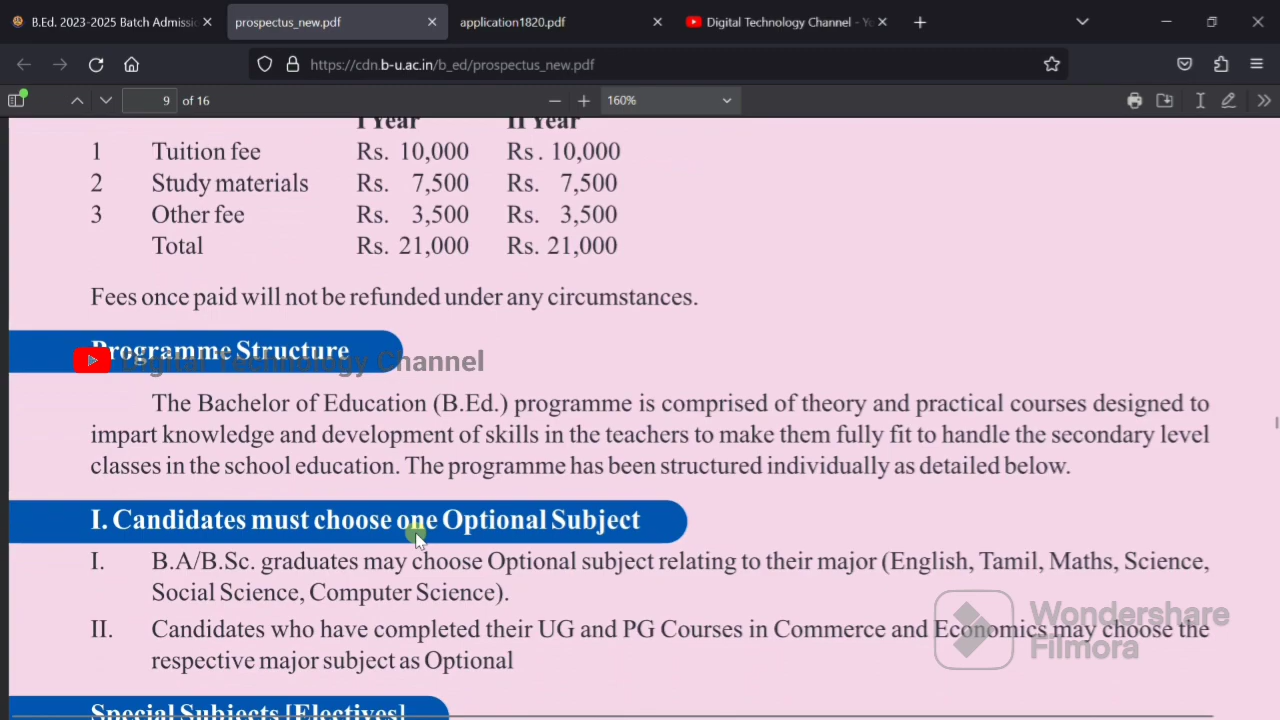 B.Ed. 2023-2025 Batch Admissi
prospectus_new.pdf
application1820.pdf
Digital Technology Channel - Y
https://cdn.b-u.ac.in/b_ed/prospectus_new.pdf
9 of 16
160%
I Year II Year
1 Tuition fee Rs. 10,000 Rs . 10,000
2 Study materials Rs. 7,500 Rs. 7,500
3 Other fee Rs. 3,500 Rs. 3,500
Total Rs. 21,000 Rs. 21,000
Fees once paid will not be refunded under any circumstances.
Programme Structure
Digital Technology Channel
The Bachelor of Education (B.Ed.) programme is comprised of theory and practical courses designed to
impart knowledge and development of skills in the teachers to make them fully fit to handle the secondary level
classes in the school education. The programme has been structured individually as detailed below.
I. Candidates must choose one Optional Subject
I. B.A/B.Sc. graduates may choose Optional subject relating to their major (English, Tamil, Maths, Science,
Social Science, Computer Science).
II. Candidates who have completed their UG and PG Courses in Commerce and Economics may choose the
respective major subject as Optional
Wondershare
Filmora
Special Subjects [Electives]